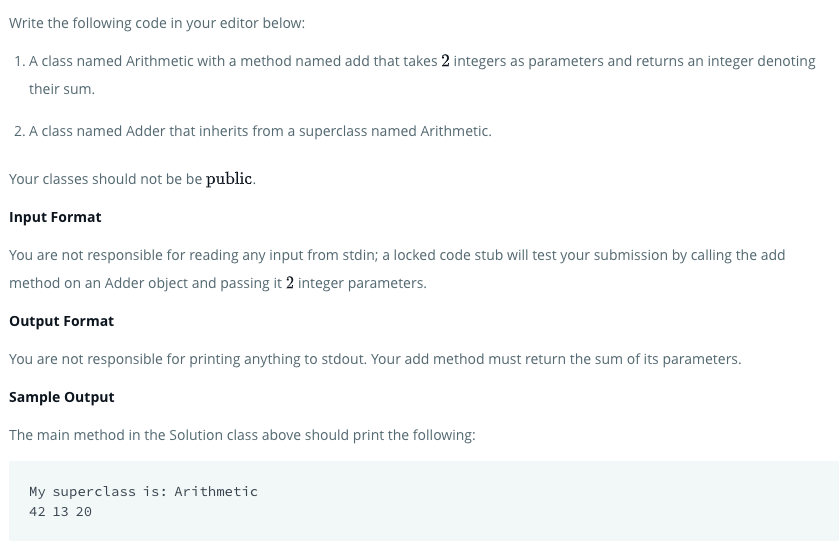 Write the following code in your editor below:
1. A class named Arithmetic with a method named add that takes 2 integers as parameters and returns an integer denoting
their sum.
2. A class named Adder that inherits from a superclass named Arithmetic.
Your classes should not be be public.
Input Format
You are not responsible for reading any input from stdin; a locked code stub will test your submission by calling the add
method on an Adder object and passing it 2 integer parameters.
Output Format
You are not responsible for printing anything to stdout. Your add method must return the sum of its parameters.
Sample Output
The main method in the Solution class above should print the following:
My superclass is: Arithmetic
42 13 20